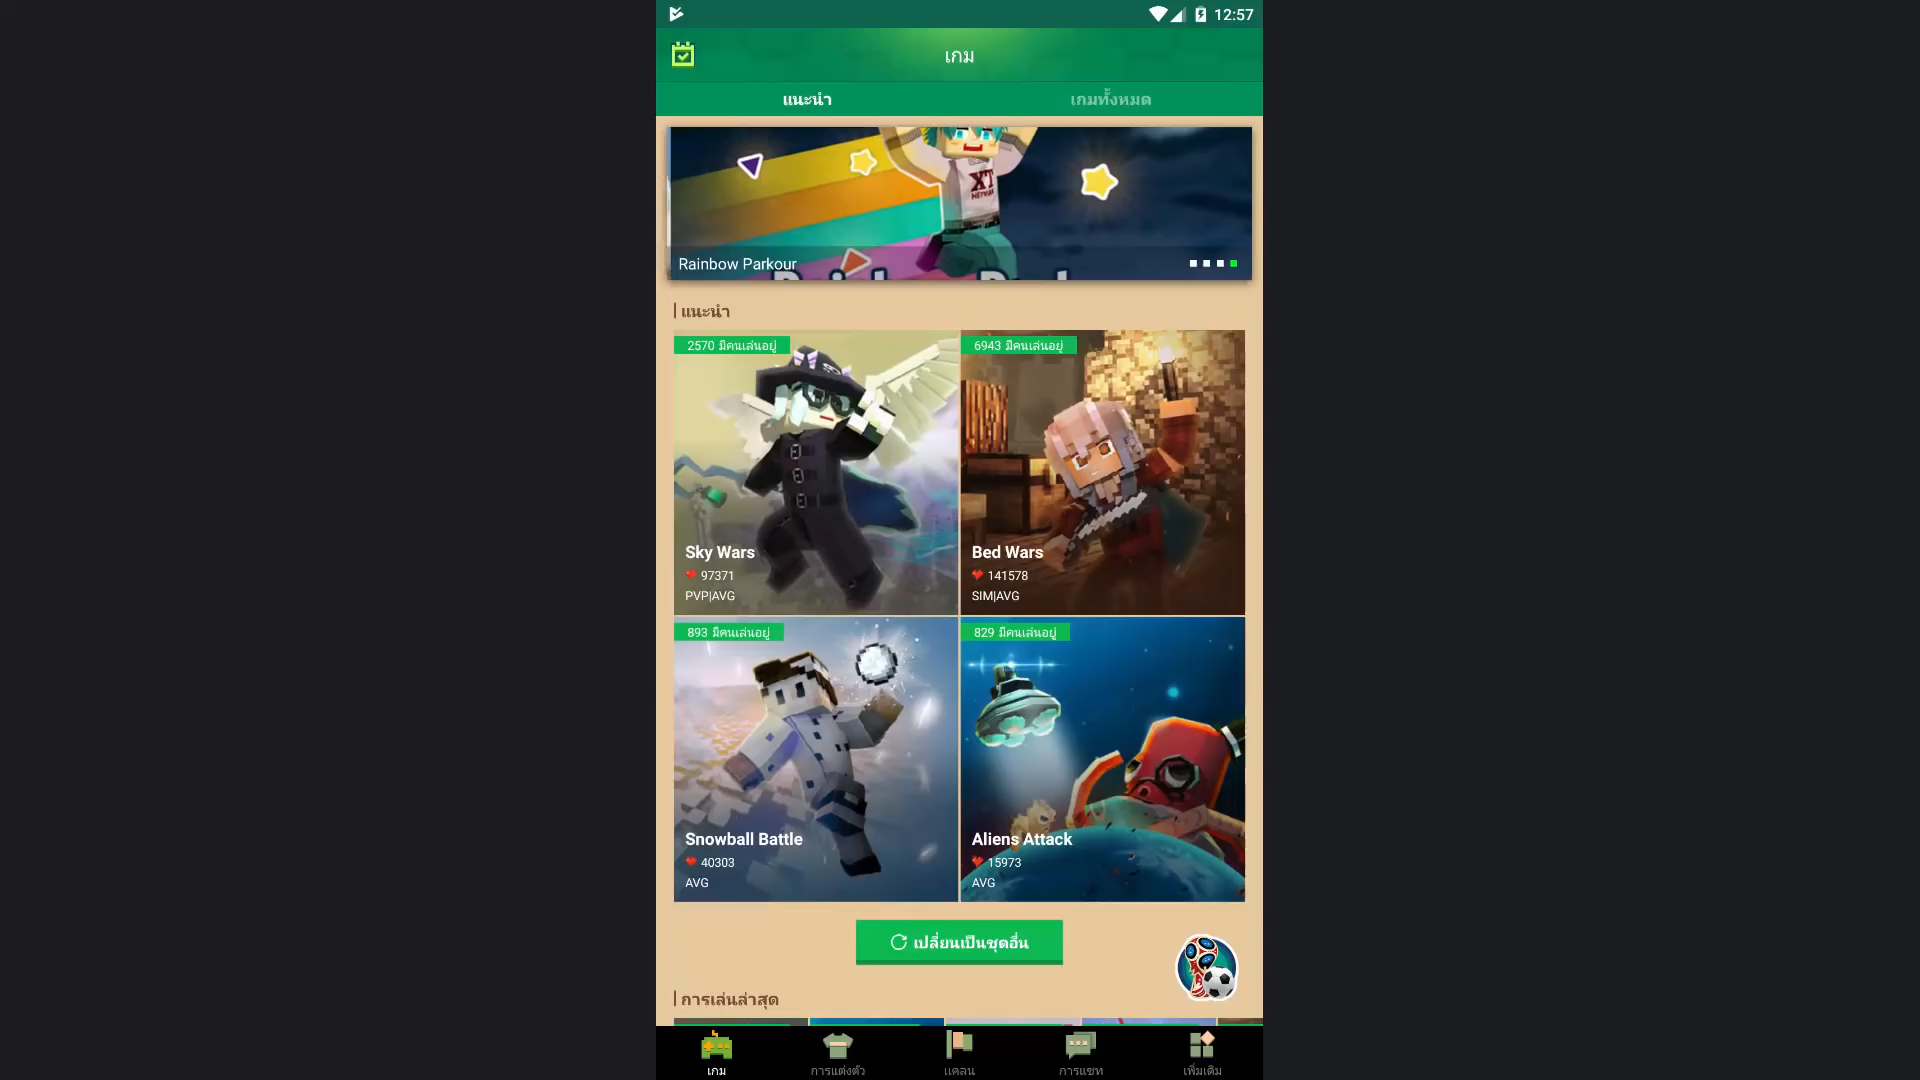 12:57
เกม
แนะนำ
เกมทั้งหมด
XT
Rainbow Parkour
แนะนำ
2570 มีคนเล่นอยู่
6943 มีคนเล่นอยู่
Sky Wars
97371
PVP|AVG
Bed Wars
141578
SIM|AVG
893 มีคนเล่นอยู่
829 มีคนเล่นอยู่
Snowball Battle
40303
AVG
Aliens Attack
15973
AVG
เปลี่ยนเป็นชุดอื่น
การเล่นล่าสุด
เกม
การแต่งตัว
แคลน
การแชท
เพิ่มเติม